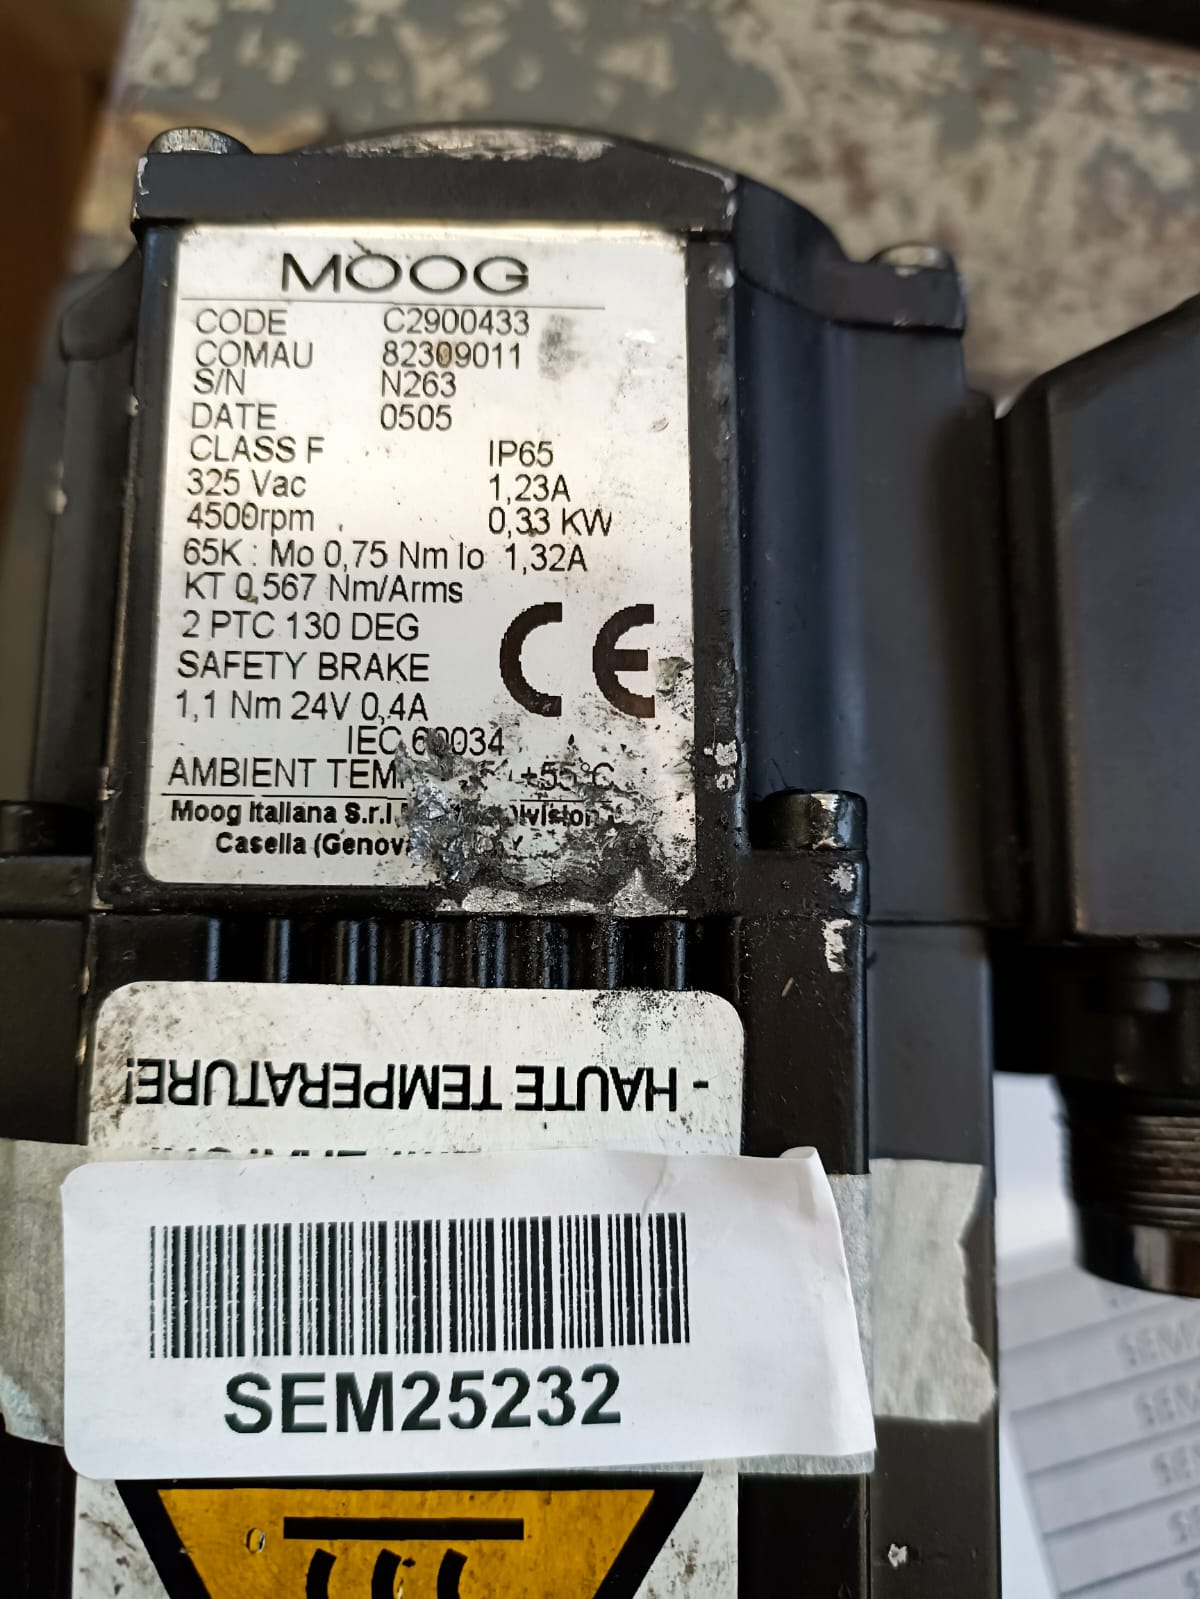 MOOG
CODE C2900433
COMAU 82309011
S/N N263
DATE 0505
CLASS F IP65
325 Vac 1,23A
4500rpm 0,33 KW
65K : Mo 0,75 Nm Io 1,32A
KT 0,567 Nm/Arms
2 PTC 130 DEG
SAFETY BRAKE
1,1 Nm 24V 0,4A
CE
IEC 60034
AMBIENT +55°C
Moog Italiana S.r.l
Casella
- HAUTE TEMPERATURE!
SEM25232